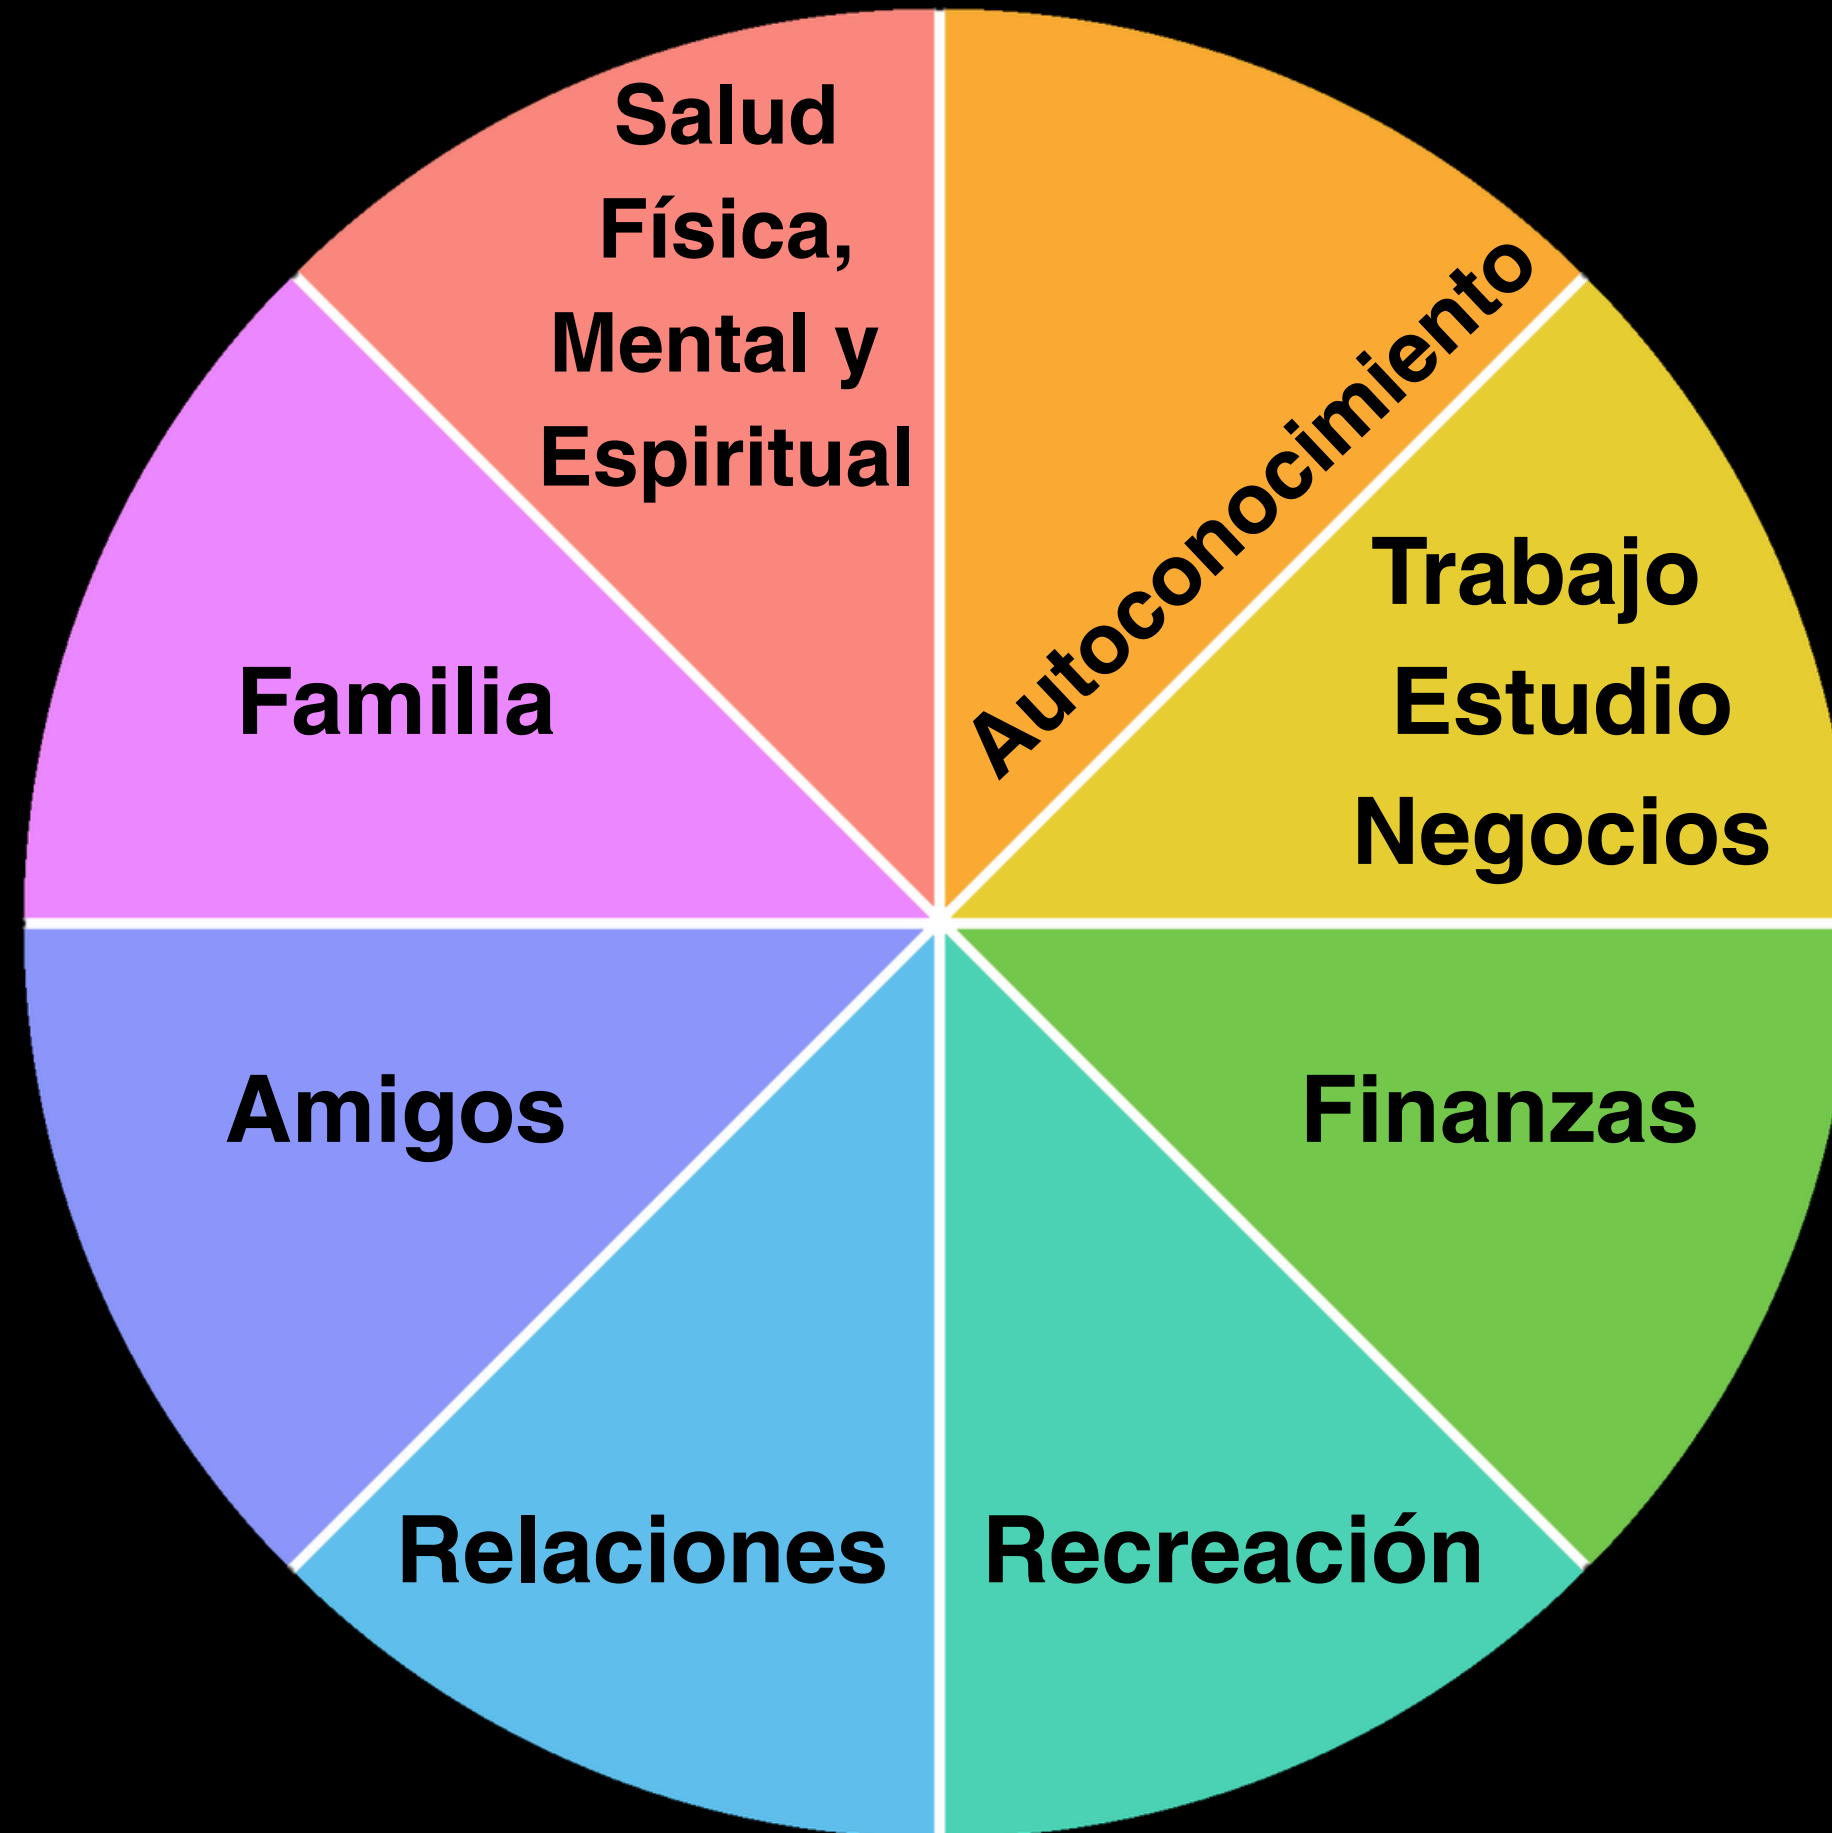 Salud
Física,
Mental y
Espiritual
Autoconocimiento
Trabajo
Estudio
Negocios
Familia
Amigos
Finanzas
Relaciones
Recreación